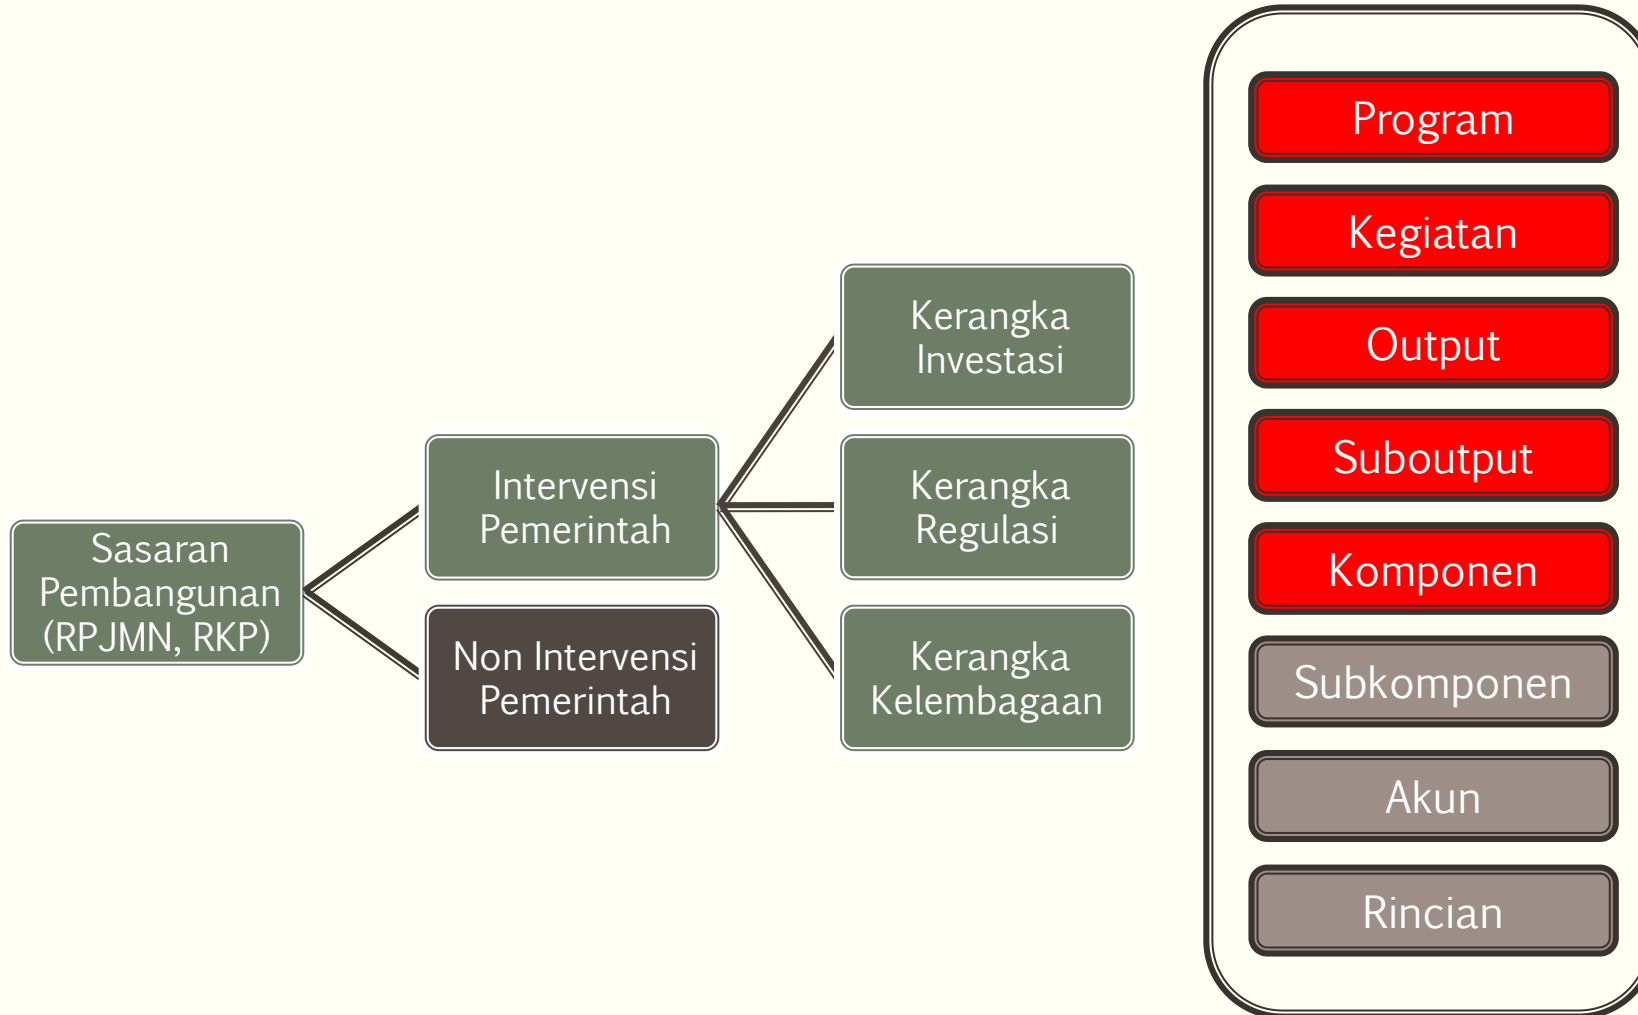 Sasaran
Pembangunan
(RPJMN, RKP)
Intervensi
Pemerintah
Non Intervensi
Pemerintah
Kerangka
Investasi
Kerangka
Regulasi
Kerangka
Kelembagaan
Program
Kegiatan
Output
Suboutput
Komponen
Subkomponen
Akun
Rincian